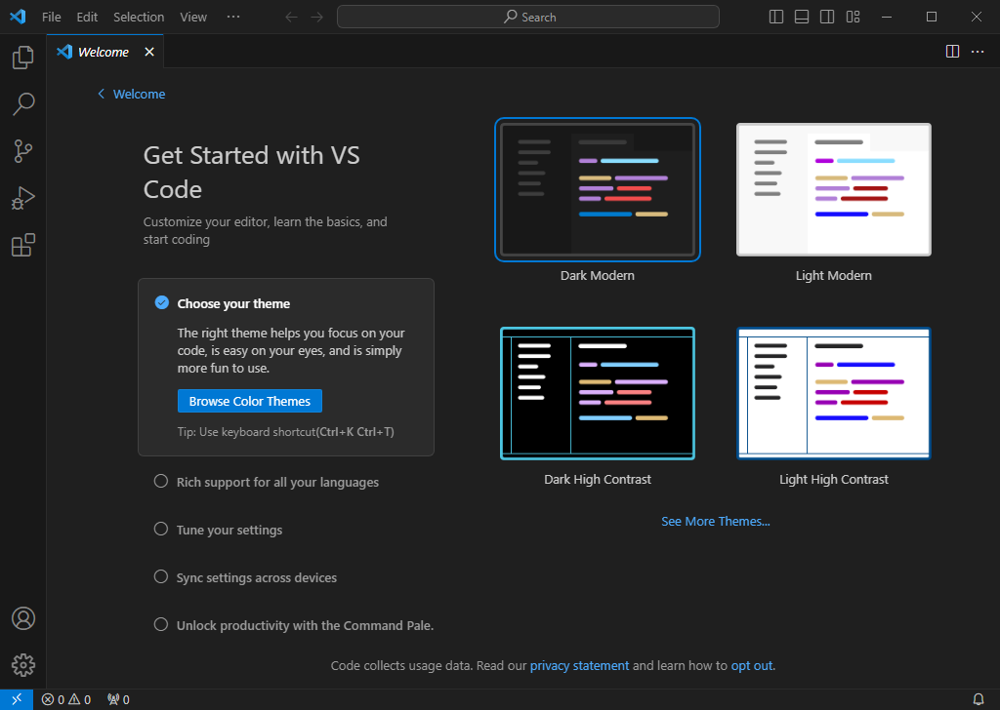 File Edit Selection View ···
Search
Welcome
Welcome
Get Started with VS
Code
Customize your editor, learn the basics, and
start coding
Choose your theme
The right theme helps you focus on your
code, is easy on your eyes, and is simply
more fun to use.
Browse Color Themes
Tip: Use keyboard shortcut(Ctrl+K Ctrl+T)
Rich support for all your languages
Tune your settings
Sync settings across devices
Unlock productivity with the Command Pale.
Dark Modern
Light Modern
Dark High Contrast
Light High Contrast
See More Themes...
Code collects usage data. Read our privacy statement and learn how to opt out.
0 0 0